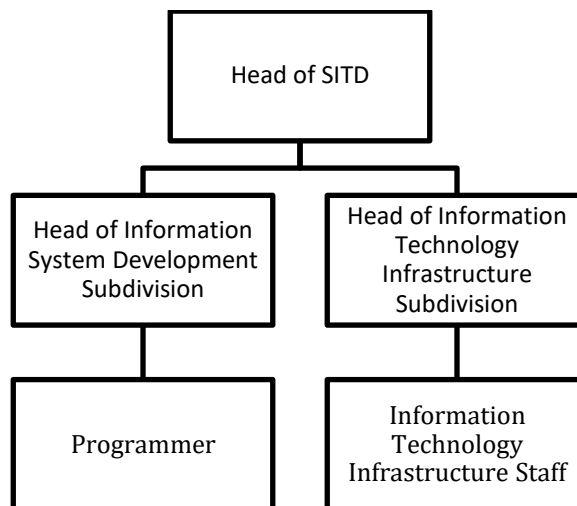 Head of SITD
Head of Information
System Development
Subdivision
Head of Information
Technology
Infrastructure
Subdivision
Programmer
Information
Technology
Infrastructure Staff